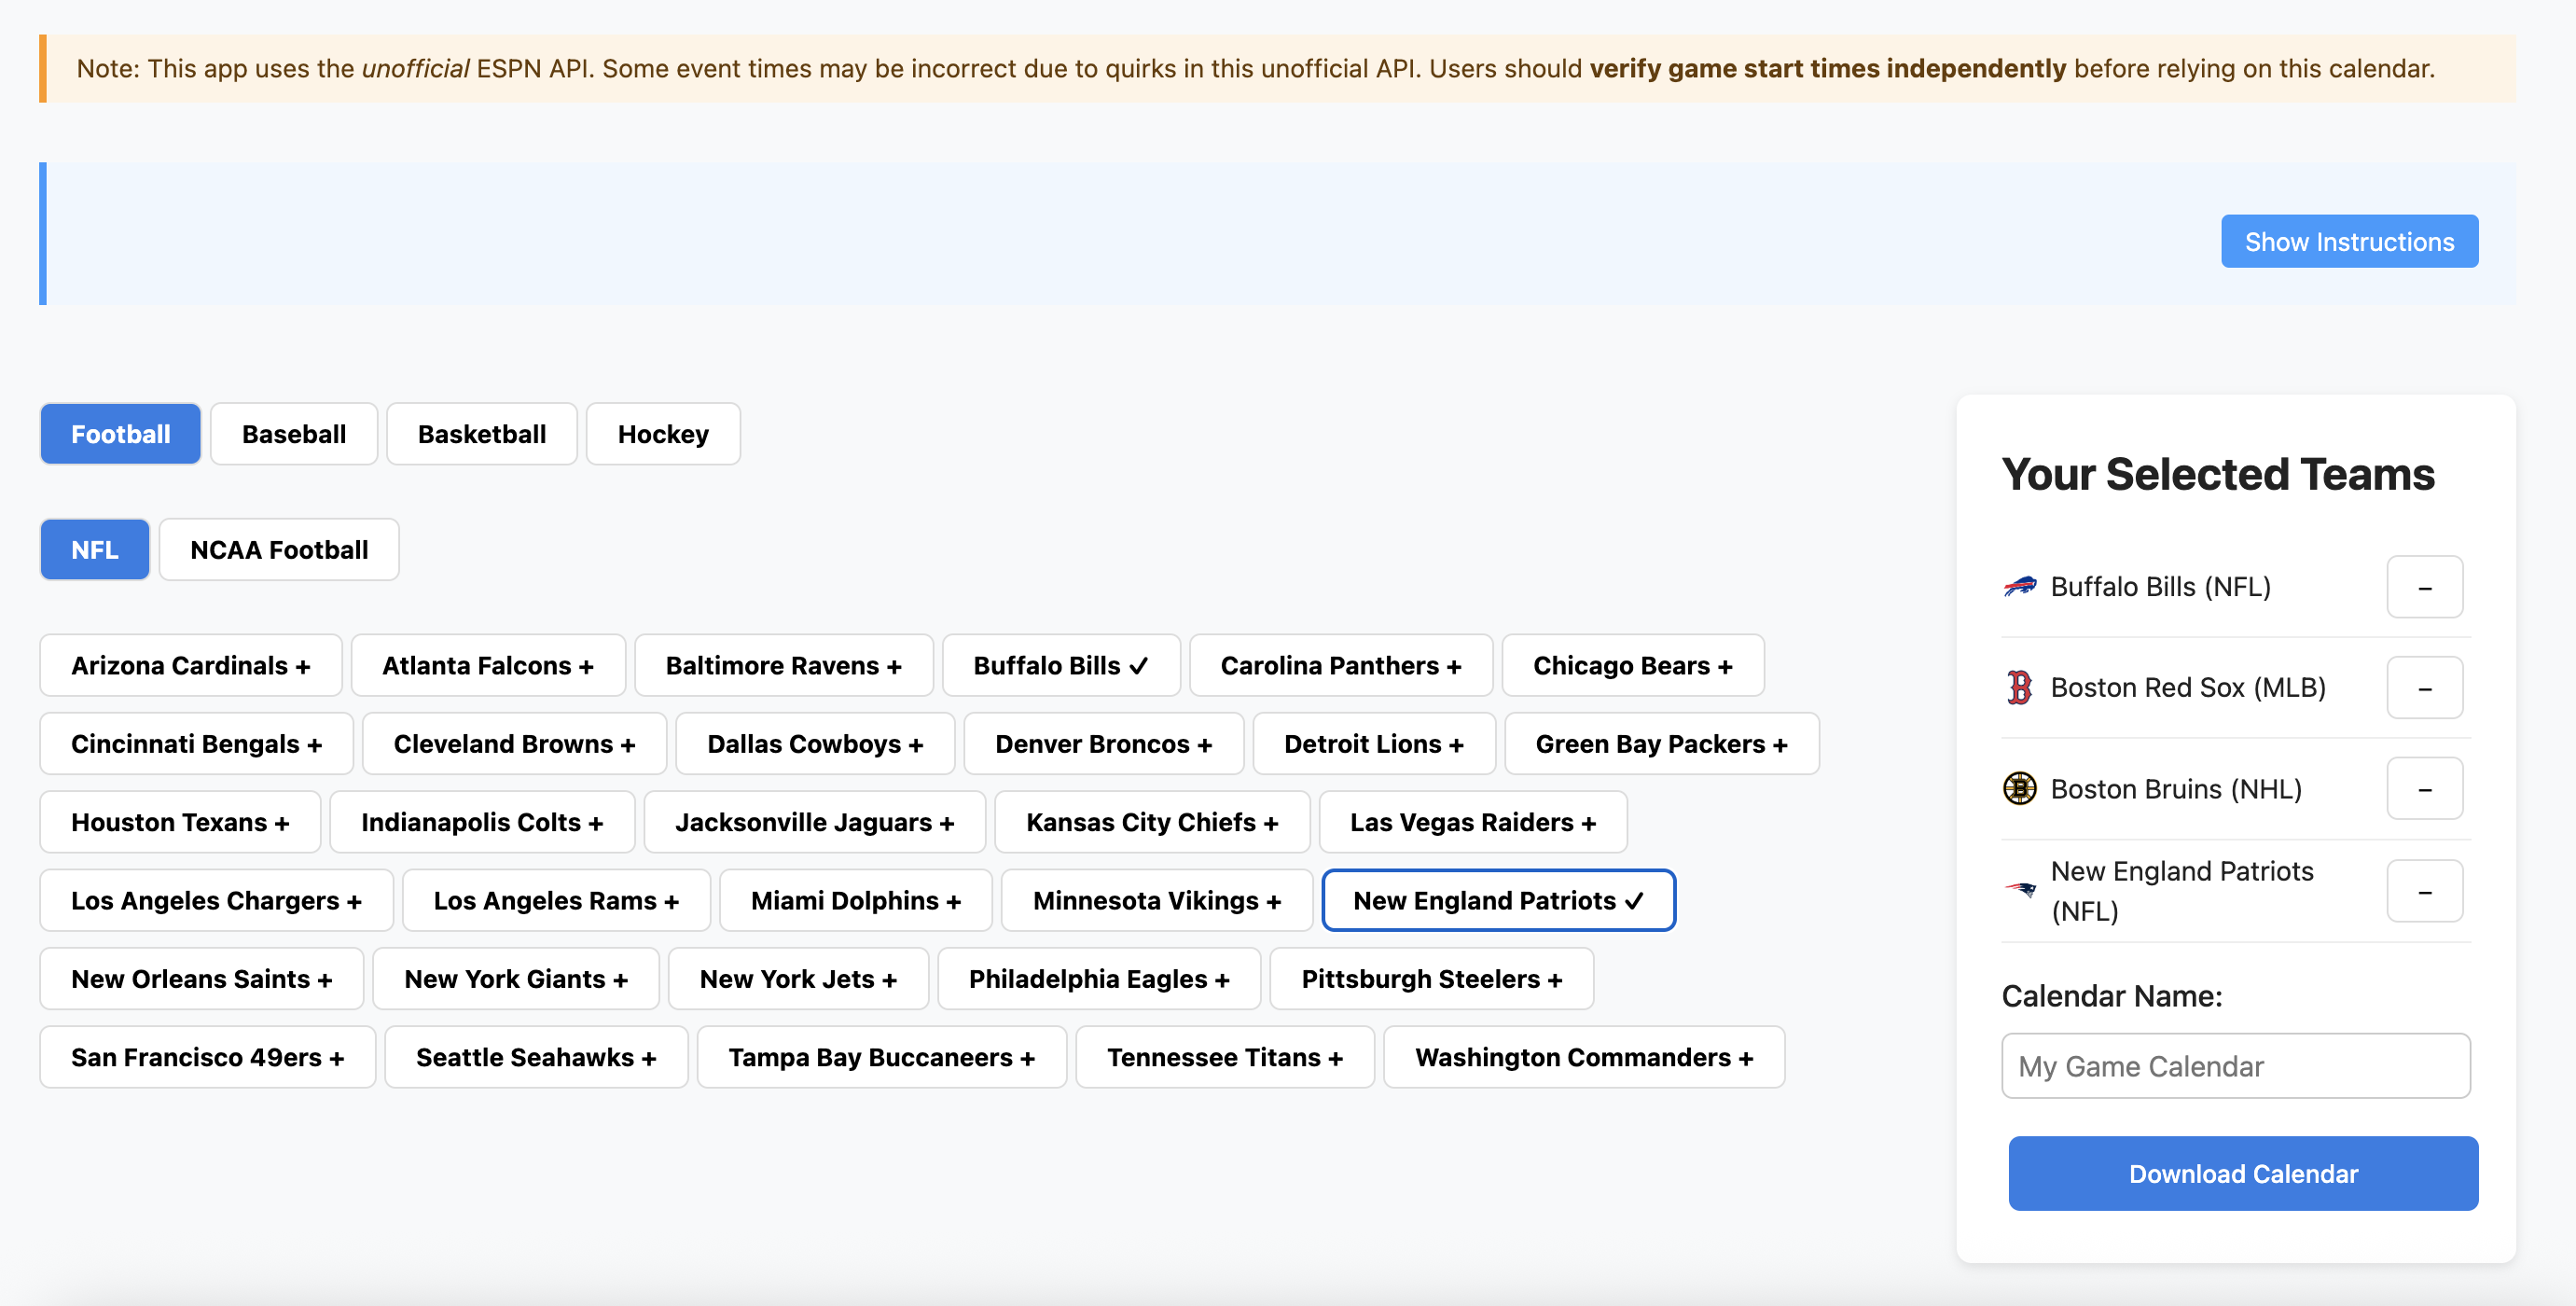 Note: This app uses the unofficial ESPN API. Some event times may be incorrect due to quirks in this unofficial API. Users should verify game start times independently before relying on this calendar.
Show Instructions
Football Baseball Basketball Hockey
NFL NCAA Football
Arizona Cardinals + Atlanta Falcons + Baltimore Ravens + Buffalo Bills ✓ Carolina Panthers + Chicago Bears +
Cincinnati Bengals + Cleveland Browns + Dallas Cowboys + Denver Broncos + Detroit Lions + Green Bay Packers +
Houston Texans + Indianapolis Colts + Jacksonville Jaguars + Kansas City Chiefs + Las Vegas Raiders +
Los Angeles Chargers + Los Angeles Rams + Miami Dolphins + Minnesota Vikings + New England Patriots ✓
New Orleans Saints + New York Giants + New York Jets + Philadelphia Eagles + Pittsburgh Steelers +
San Francisco 49ers + Seattle Seahawks + Tampa Bay Buccaneers + Tennessee Titans + Washington Commanders +
Your Selected Teams
Buffalo Bills (NFL) –
B Boston Red Sox (MLB) –
B Boston Bruins (NHL) –
New England Patriots
(NFL) –
Calendar Name:
My Game Calendar
Download Calendar